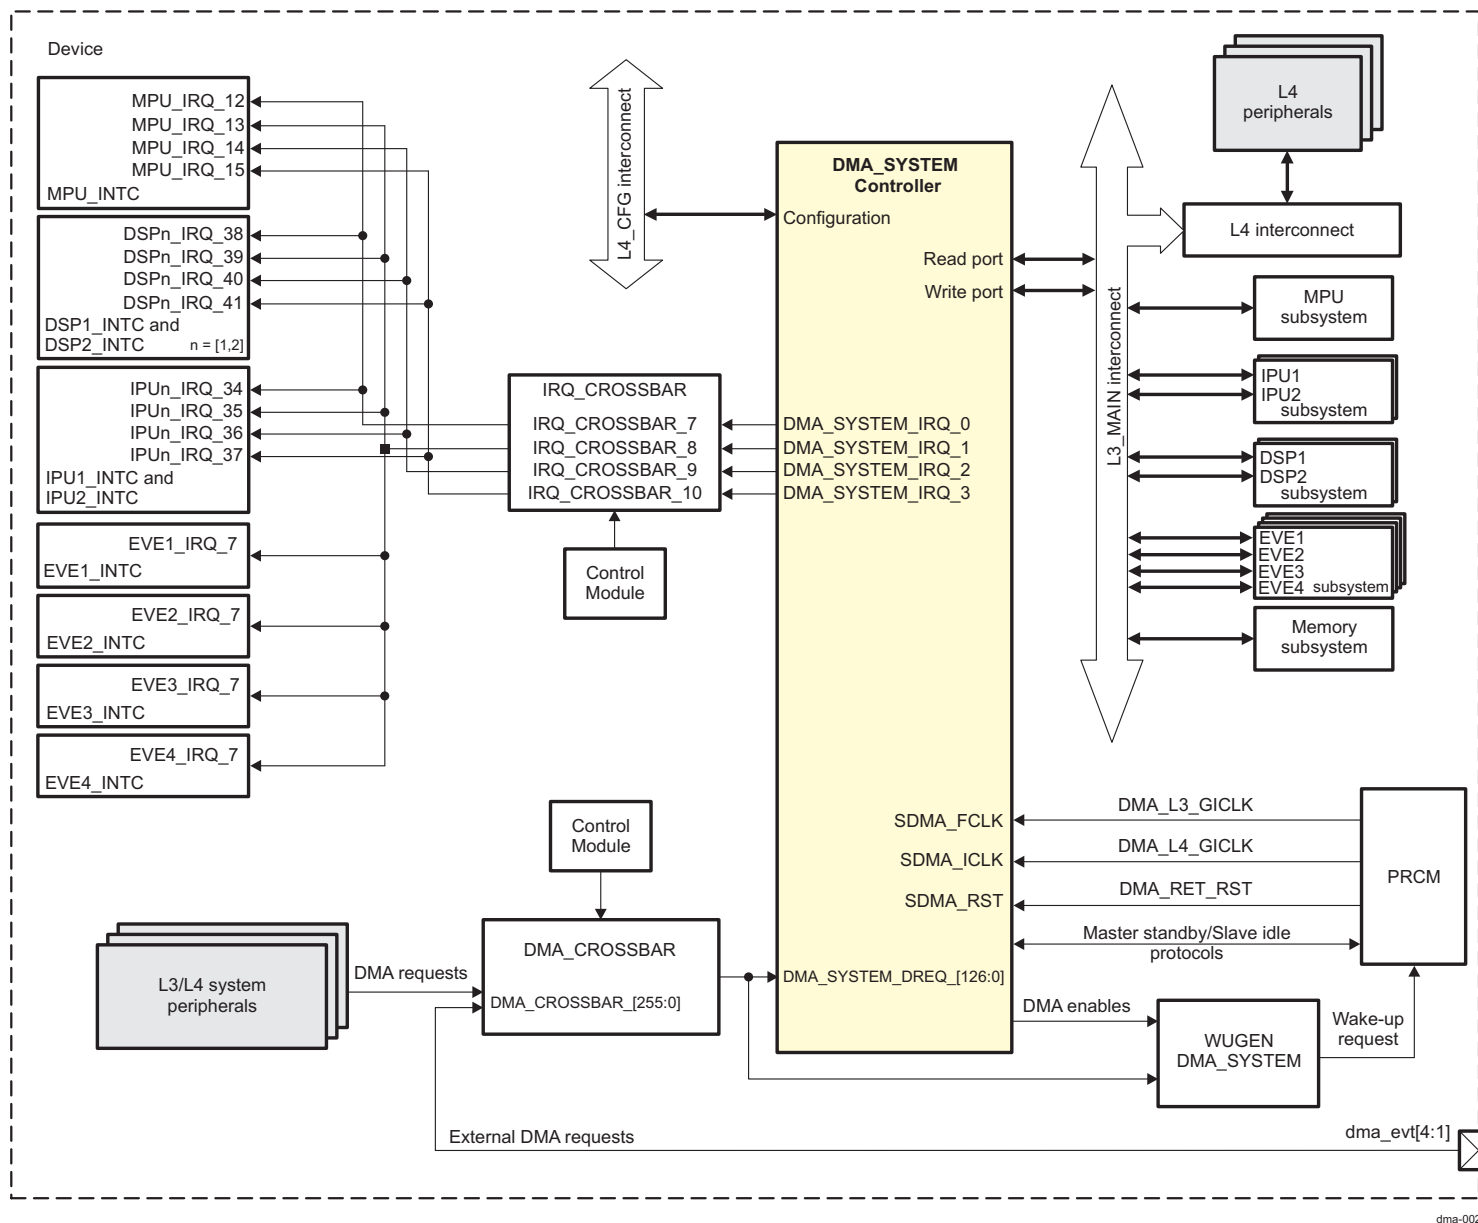 Device
MPU_IRQ_12
MPU_IRQ_13
MPU_IRQ_14
MPU_IRQ_15
MPU_INTC
DSPn_IRQ_38
DSPn_IRQ_39
DSPn_IRQ_40
DSPn_IRQ_41
DSP1_INTC and
DSP2_INTC n = [1,2]
IPUn_IRQ_34
IPUn_IRQ_35
IPUn_IRQ_36
IPUn_IRQ_37
IPU1_INTC and
IPU2_INTC
EVE1_IRQ_7
EVE1_INTC
EVE2_IRQ_7
EVE2_INTC
EVE3_IRQ_7
EVE3_INTC
EVE4_IRQ_7
EVE4_INTC
L4_CFG interconnect
IRQ_CROSSBAR
IRQ_CROSSBAR_7
IRQ_CROSSBAR_8
IRQ_CROSSBAR_9
IRQ_CROSSBAR_10
Control
Module
DMA_SYSTEM
Controller
Configuration
Read port
Write port
DMA_SYSTEM_IRQ_0
DMA_SYSTEM_IRQ_1
DMA_SYSTEM_IRQ_2
DMA_SYSTEM_IRQ_3
SDMA_FCLK
SDMA_ICLK
SDMA_RST
DMA_SYSTEM_DREQ_[126:0]
L3_MAIN interconnect
L4
peripherals
L4 interconnect
MPU
subsystem
IPU1
IPU2
subsystem
DSP1
DSP2
subsystem
EVE1
EVE2
EVE3
EVE4 subsystem
Memory
subsystem
DMA_L3_GICLK
DMA_L4_GICLK
DMA_RET_RST
Master standby/Slave idle
protocols
PRCM
Control
Module
DMA_CROSSBAR
DMA_CROSSBAR_[255:0]
L3/L4 system
peripherals
DMA requests
DMA enables
WUGEN
DMA_SYSTEM
Wake-up
request
External DMA requests
dma_evt[4:1]
dma-002